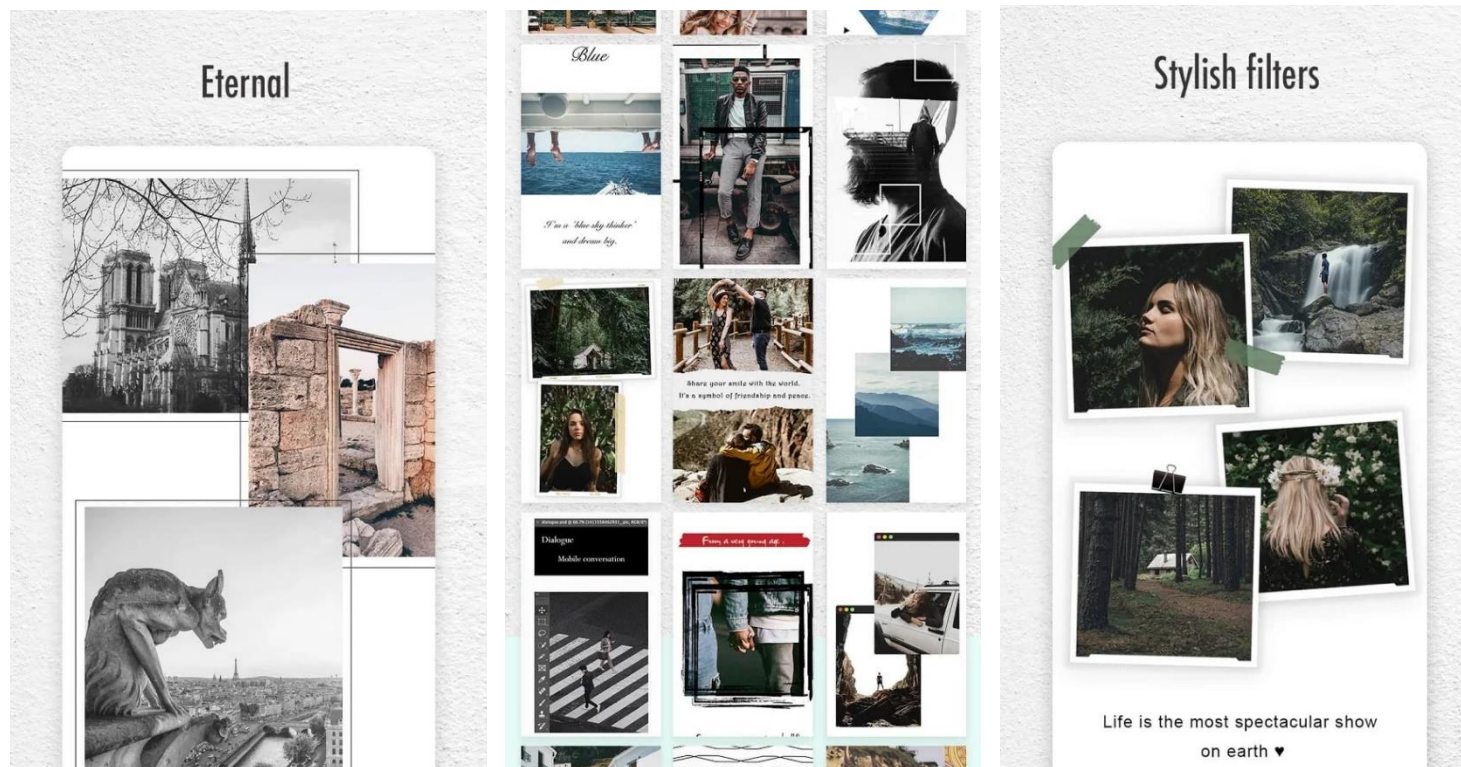 Eternal
Blue
I'm a 'blue sky thinker'
and dream big.
Share your smile with the world.
It's a symbol of friendship and peace.
Dialogue
Mobile conversation
From a very young age .
Stylish filters
Life is the most spectacular show
on earth ♥